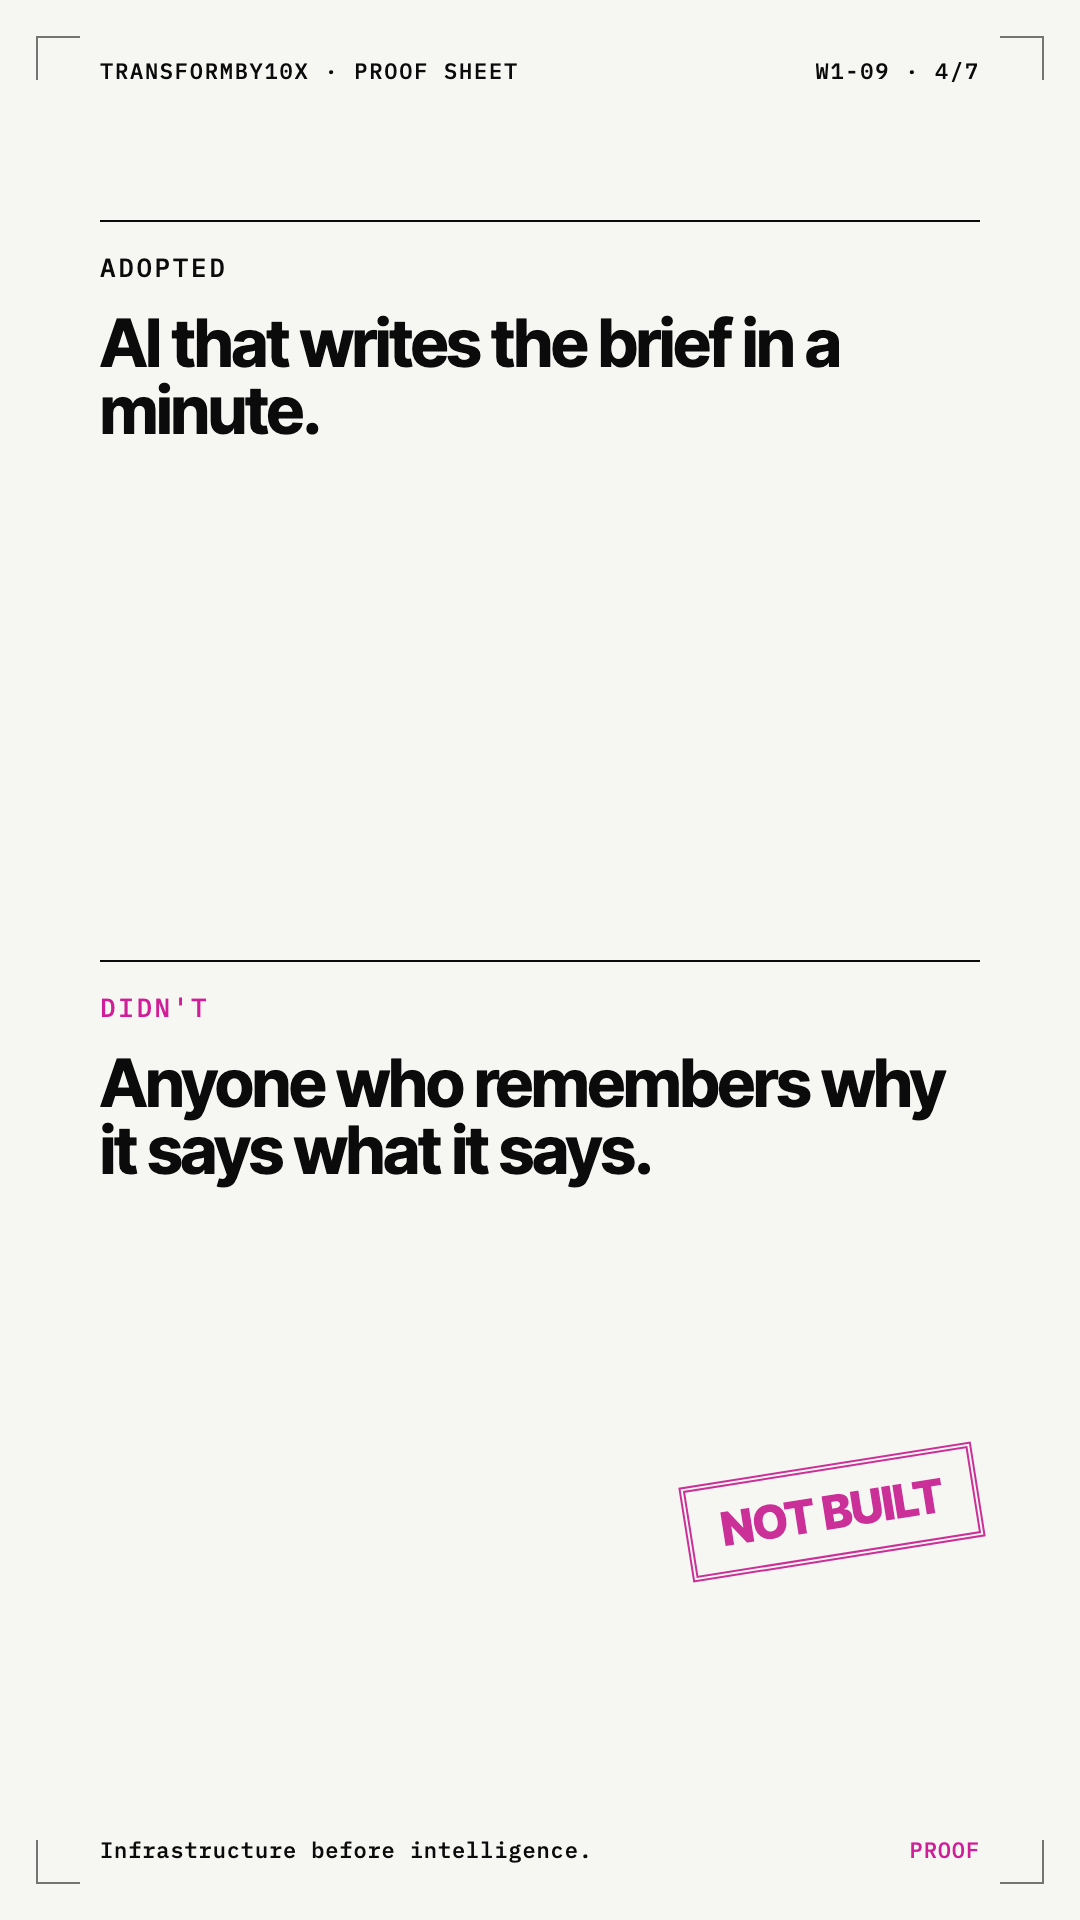 TRANSFORMBY10X · PROOF SHEET
W1-09 · 4/7
ADOPTED
AI that writes the brief in a
minute.
DIDN'T
Anyone who remembers why
it says what it says.
NOT BUILT
Infrastructure before intelligence.
PROOF